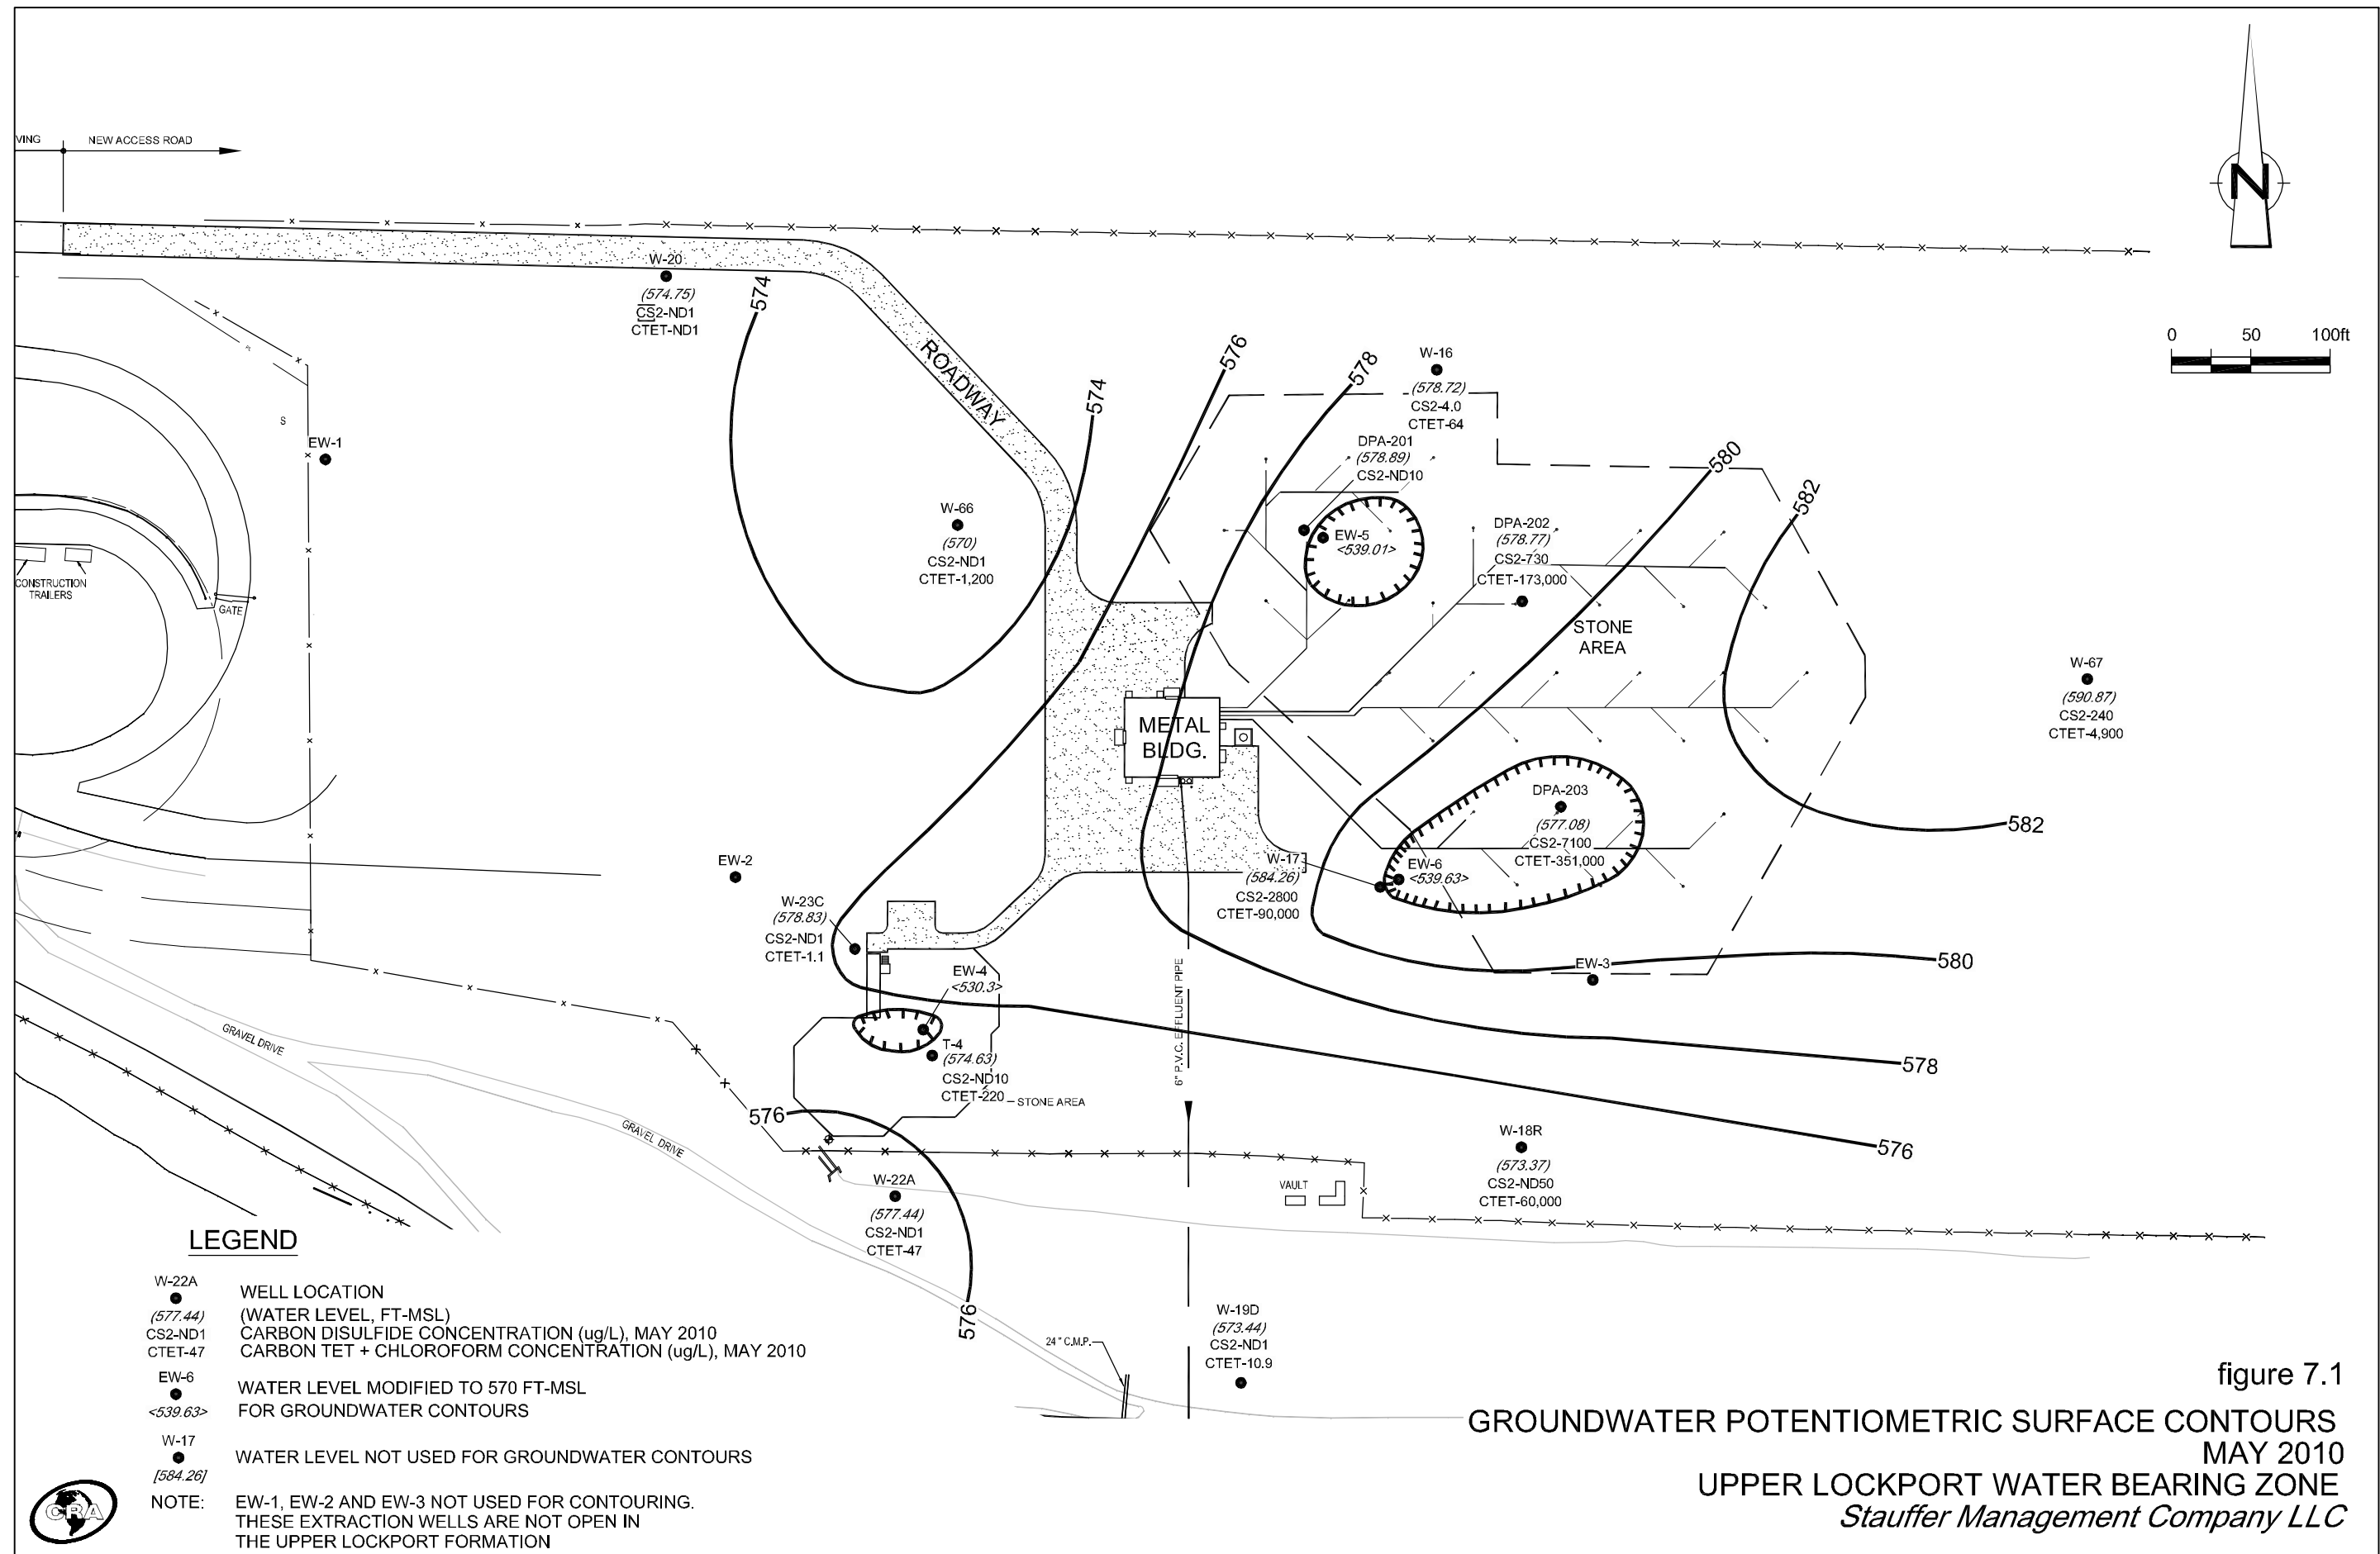 VING
NEW ACCESS ROAD
N
0 50 100ft
W-20
(574.75)
CS2-ND1
CTET-ND1
574
ROADWAY
574
576
578
W-16
(578.72)
CS2-4.0
CTET-64
DPA-201
(578.89)
CS2-ND10
580
582
S
EW-1
W-66
(570)
CS2-ND1
CTET-1,200
EW-5
<539.01>
DPA-202
(578.77)
CS2-730
CTET-173,000
STONE
AREA
CONSTRUCTION
TRAILERS
GATE
W-67
(590.87)
CS2-240
CTET-4,900
METAL
BLDG.
DPA-203
(577.08)
CS2-7100
CTET-351,000
582
EW-2
W-17
(584.26)
CS2-2800
CTET-90,000
EW-6
<539.63>
W-23C
(578.83)
CS2-ND1
CTET-1.1
EW-4
<530.3>
EW-3
580
6" P.V.C. EFFLUENT PIPE
GRAVEL DRIVE
T-4
(574.63)
CS2-ND10
CTET-220
STONE AREA
578
576
GRAVEL DRIVE
576
W-18R
(573.37)
CS2-ND50
CTET-60,000
VAULT
W-22A
(577.44)
CS2-ND1
CTET-47
576
24" C.M.P.
W-19D
(573.44)
CS2-ND1
CTET-10.9
LEGEND
W-22A
WELL LOCATION
(577.44) (WATER LEVEL, FT-MSL)
CS2-ND1 CARBON DISULFIDE CONCENTRATION (ug/L), MAY 2010
CTET-47 CARBON TET + CHLOROFORM CONCENTRATION (ug/L), MAY 2010
EW-6
WATER LEVEL MODIFIED TO 570 FT-MSL
<539.63> FOR GROUNDWATER CONTOURS
W-17
WATER LEVEL NOT USED FOR GROUNDWATER CONTOURS
[584.26]
NOTE: EW-1, EW-2 AND EW-3 NOT USED FOR CONTOURING.
THESE EXTRACTION WELLS ARE NOT OPEN IN
THE UPPER LOCKPORT FORMATION
CRA
figure 7.1
GROUNDWATER POTENTIOMETRIC SURFACE CONTOURS
MAY 2010
UPPER LOCKPORT WATER BEARING ZONE
Stauffer Management Company LLC